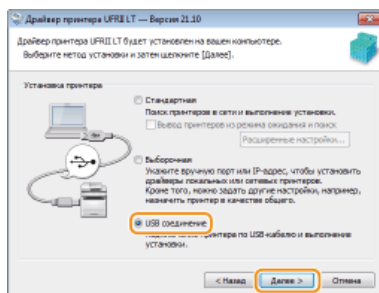 Драйвер принтера UFRII LT — Версия 21.10
Драйвер принтера UFRII LT будет установлен на вашем компьютере.
Выберите метод установки и затем щелкните [Далее].
Установка принтера
Стандартная
Поиск принтеров в сети и выполнение установки.
Вывод принтеров из режима ожидания и поиск
Расширенные настройки...
Выборочная
Укажите вручную порт или IP-адрес, чтобы установить
драйверы локальных или сетевых принтеров.
Кроме того, можно задать другие настройки, например,
назначить принтер в качестве общего.
USB соединение
принтера по USB-кабелю и выполнение
установки.
< Назад
Далее >
Отмена